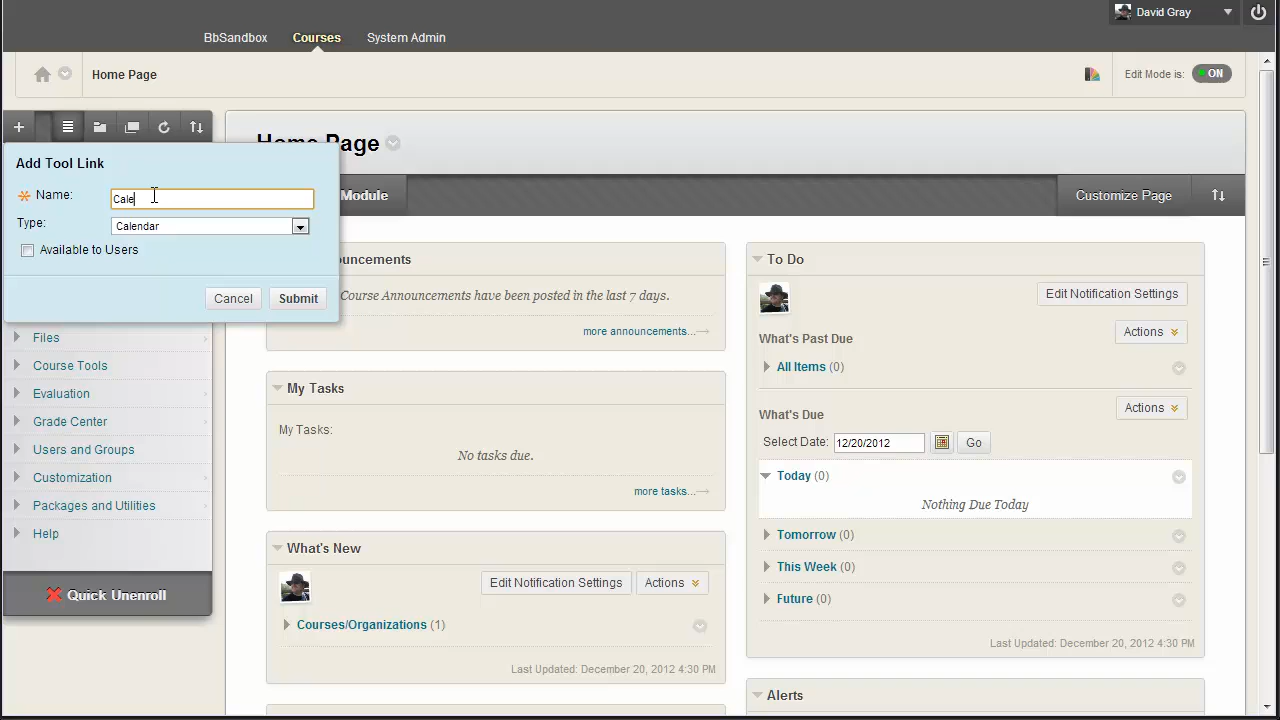 David Gray
BbSandbox Courses System Admin
Home Page
Edit Mode is: ON
Home Page
Add Tool Link
Name: Cale
Type: Calendar
Available to Users
Cancel Submit
Module
Customize Page
Files
Course Tools
Evaluation
Grade Center
Users and Groups
Customization
Packages and Utilities
Help
Quick Unenroll
ouncements
Course Announcements have been posted in the last 7 days.
more announcements...
My Tasks
My Tasks:
No tasks due.
more tasks...
What's New
Edit Notification Settings Actions
Courses/Organizations (1)
Last Updated: December 20, 2012 4:30 PM
To Do
Edit Notification Settings
What's Past Due
Actions
All Items (0)
What's Due
Actions
Select Date: 12/20/2012 Go
Today (0)
Nothing Due Today
Tomorrow (0)
This Week (0)
Future (0)
Last Updated: December 20, 2012 4:30 PM
Alerts